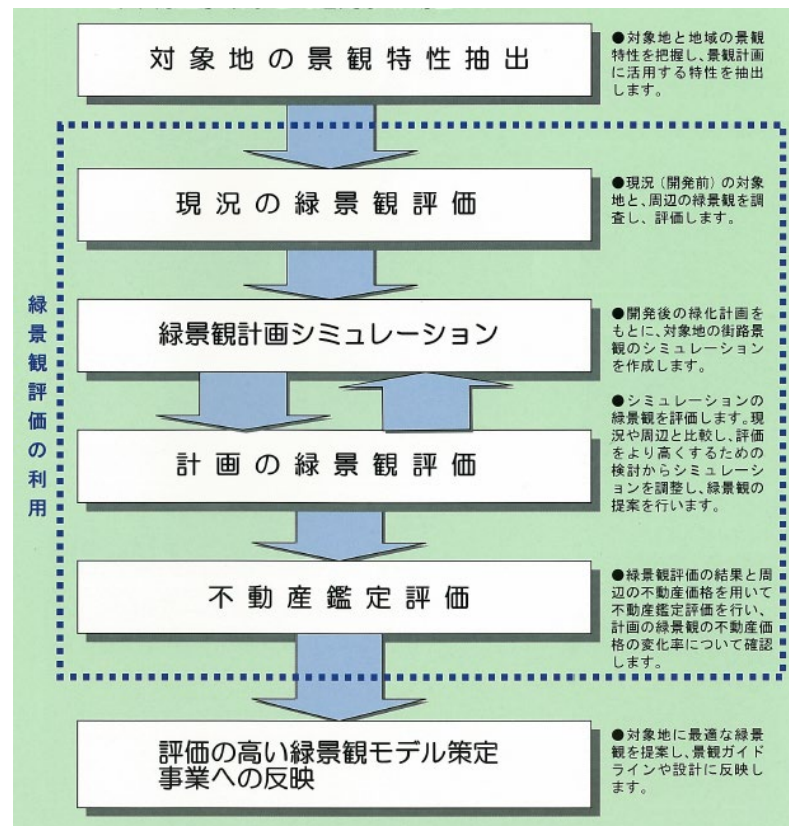 対象地の景観特性抽出
●対象地と地域の景観
特性を把握し、景観計画
に活用する特性を抽出
します。
緑景観評価の利用
現況の緑景観評価
●現況（開発前）の対象
地と、周辺の緑景観を調
査し、評価します。
緑景観計画シミュレーション
●開発後の緑化計画を
もとに、対象地の街路景
観のシミュレーション
を作成します。
計画の緑景観評価
●シミュレーションの
緑景観を評価します。現
況や周辺と比較し、評価
をより高くするための
検討からシミュレーシ
ョンを調整し、緑景観の
提案を行います。
不動産鑑定評価
●緑景観評価の結果と周
辺の不動産価格を用いて
不動産鑑定評価を行い、
計画の緑景観の不動産価
格の変化率について確認
します。
評価の高い緑景観モデル策定
事業への反映
●対象地に最適な緑景
観を提案し、景観ガイド
ラインや設計に反映し
ます。